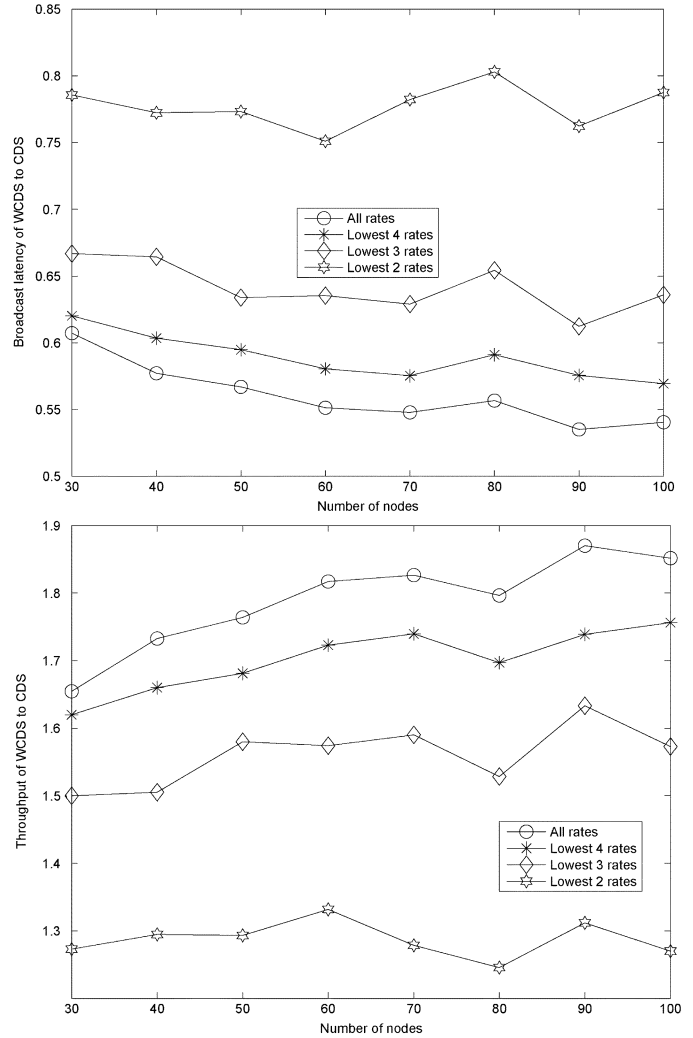 0.85
0.8
0.75
0.7
0.65
0.6
0.55
0.5
Broadcast latency of WCDS to CDS
All rates
Lowest 4 rates
Lowest 3 rates
Lowest 2 rates
30 40 50 60 70 80 90 100
Number of nodes
1.9
1.8
1.7
1.6
1.5
1.4
1.3
Throughput of WCDS to CDS
All rates
Lowest 4 rates
Lowest 3 rates
Lowest 2 rates
30 40 50 60 70 80 90 100
Number of nodes